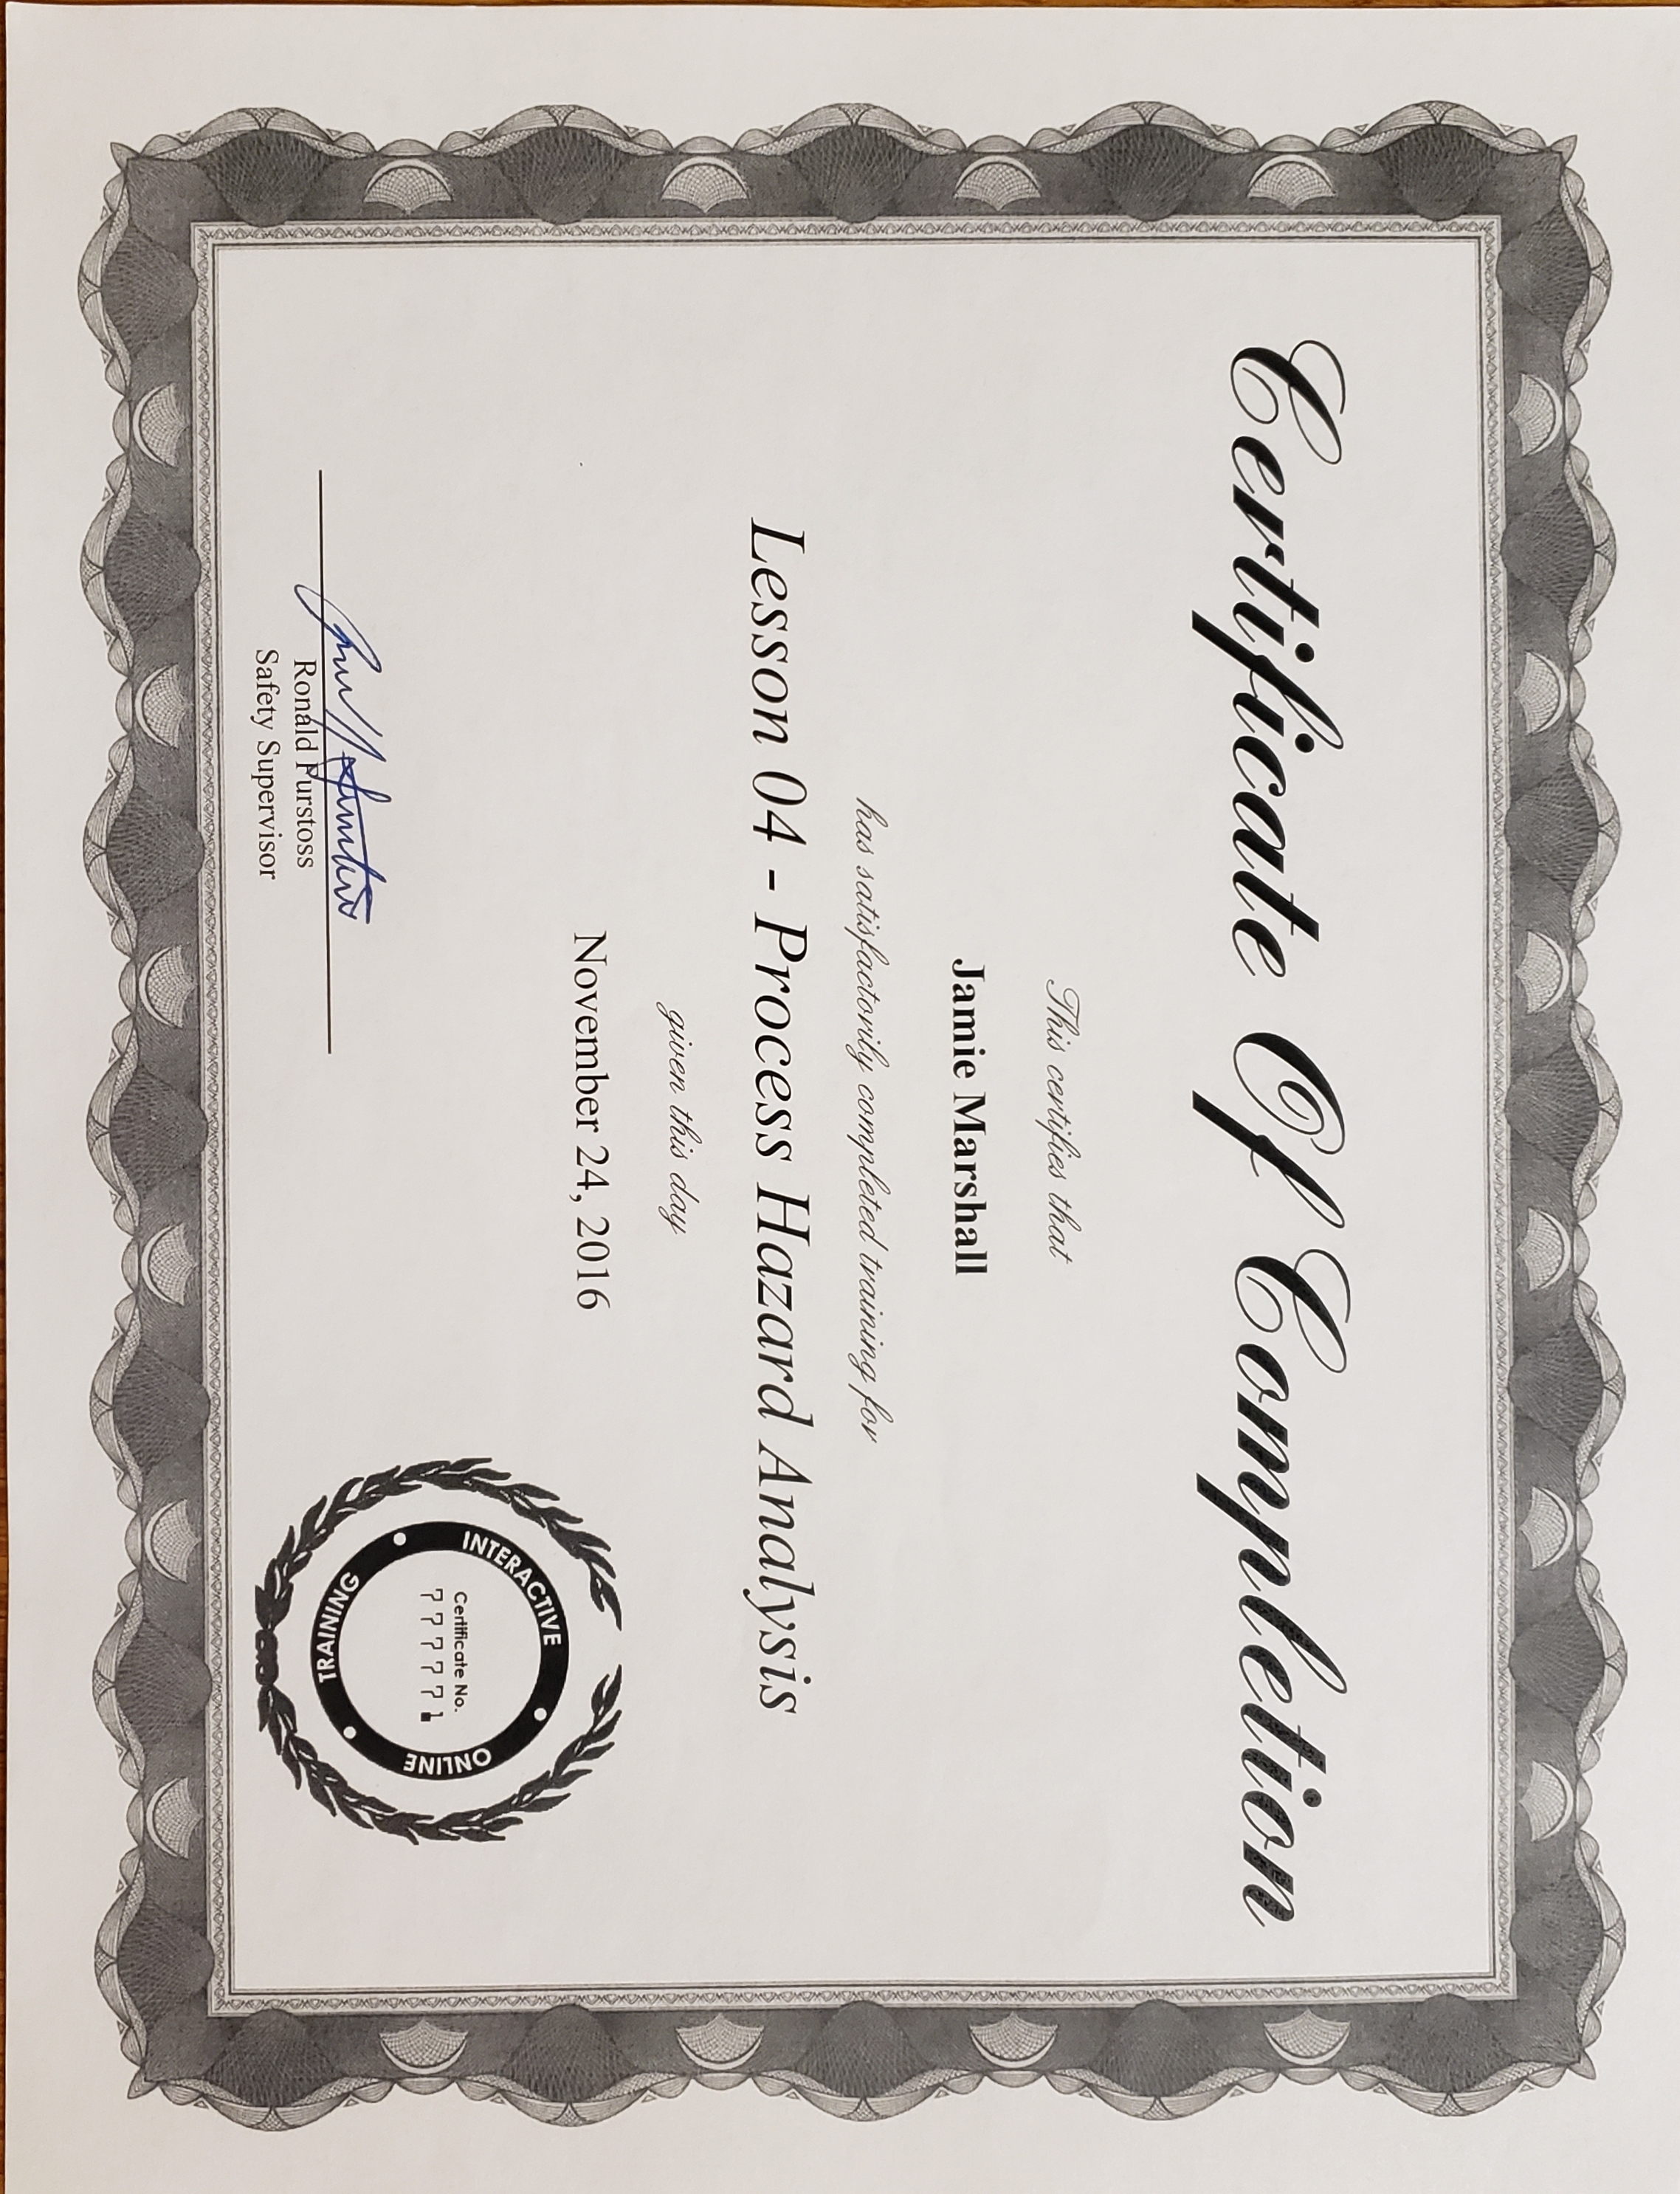 Certificate Of Completion
This certifies that
Jamie Marshall
has satisfactorily completed training for
Lesson 04 - Process Hazard Analysis
given this day
November 24, 2016
INTERACTIVE
ONLINE
TRAINING
Certificate No.
777771
Ronald Furstoss
Safety Supervisor